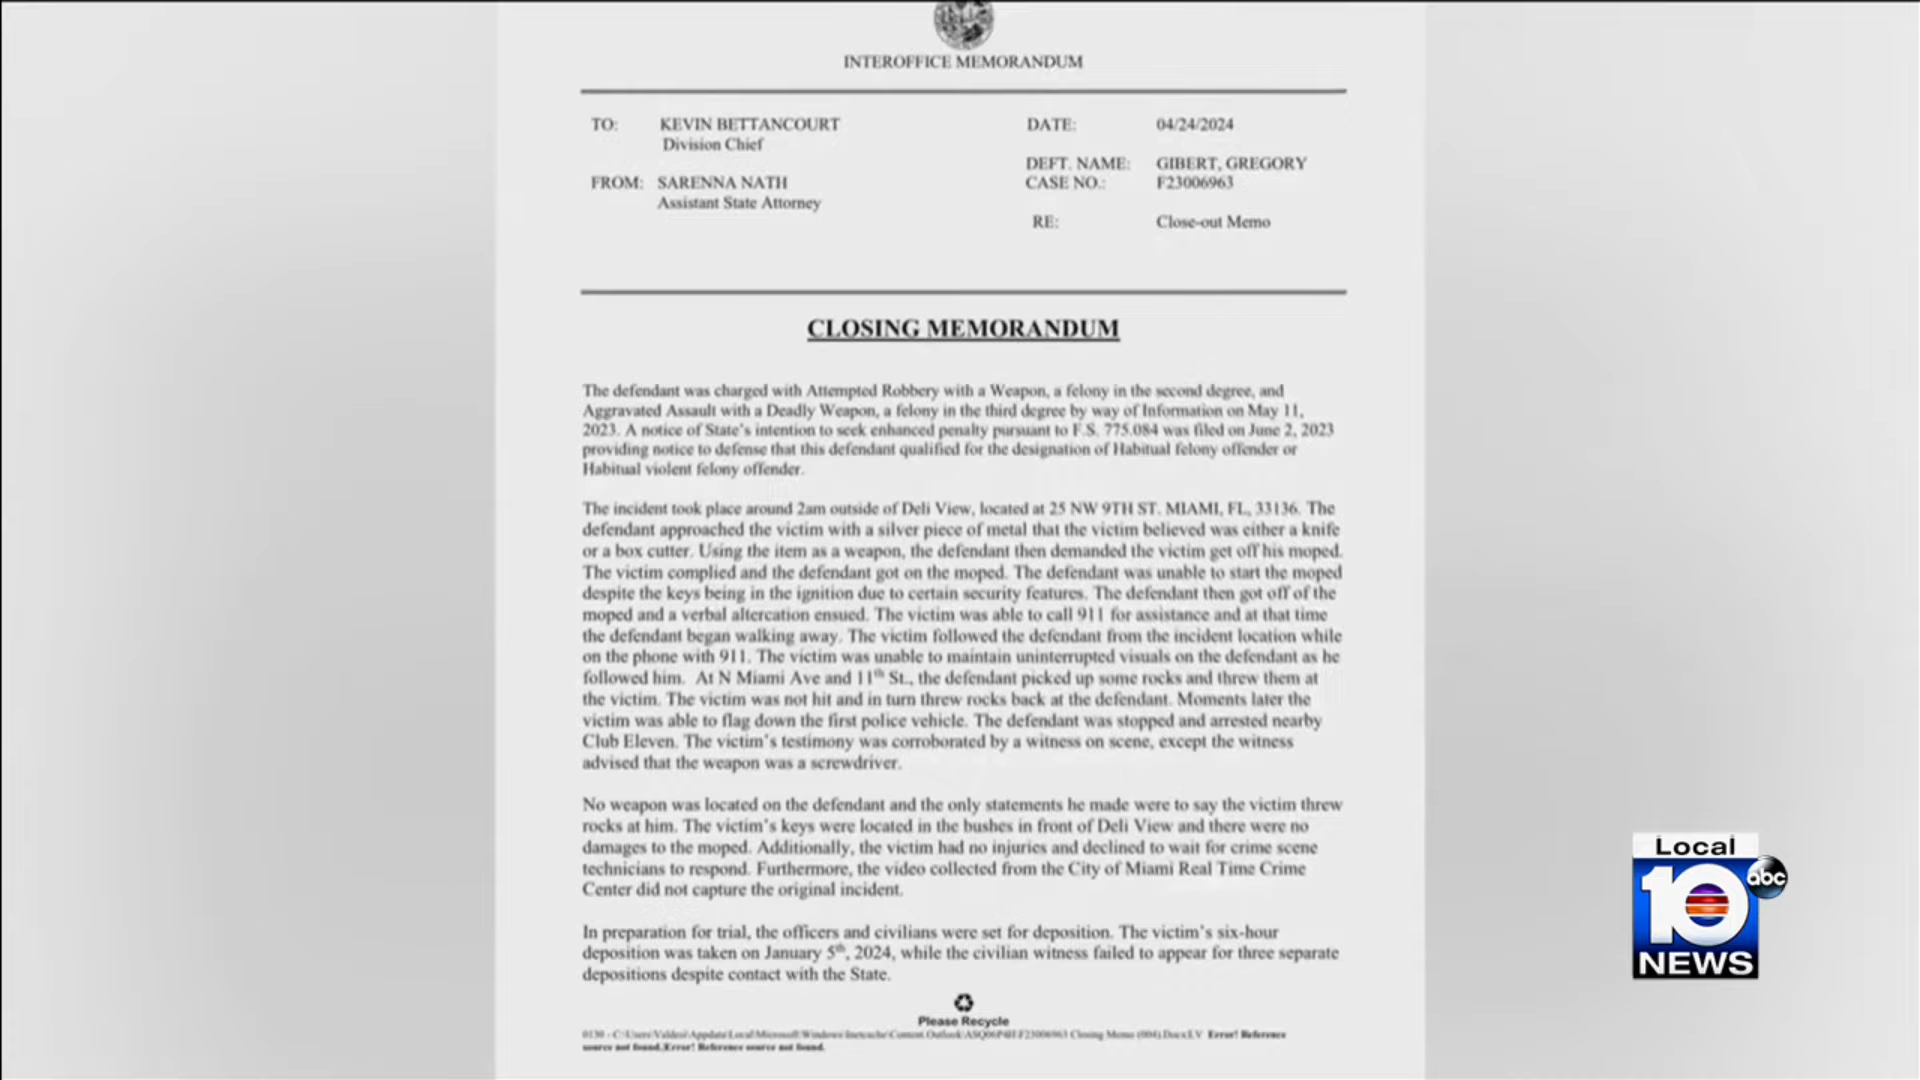 INTEROFFICE MEMORANDUM
TO: KEVIN BETTANCOURT
Division Chief
FROM: SARENNA NATH
Assistant State Attorney
DATE: 04/24/2024
DEFT. NAME: GIBERT, GREGORY
CASE NO.: F23006963
RE: Close-out Memo
CLOSING MEMORANDUM
The defendant was charged with Attempted Robbery with a Weapon, a felony in the second degree, and
Aggravated Assault with a Deadly Weapon, a felony in the third degree by way of Information on May 11,
2023. A notice of State's intention to seek enhanced penalty pursuant to F.S. 775.084 was filed on June 2, 2023
providing notice to defense that this defendant qualified for the designation of Habitual felony offender or
Habitual violent felony offender.
The incident took place around 2am outside of Deli View, located at 25 NW 9TH ST. MIAMI, FL, 33136. The
defendant approached the victim with a silver piece of metal that the victim believed was either a knife
or a box cutter. Using the item as a weapon, the defendant then demanded the victim get off his moped.
The victim complied and the defendant got on the moped. The defendant was unable to start the moped
despite the keys being in the ignition due to certain security features. The defendant then got off of the
moped and a verbal altercation ensued. The victim was able to call 911 for assistance and at that time
the defendant began walking away. The victim followed the defendant from the incident location while
on the phone with 911. The victim was unable to maintain uninterrupted visuals on the defendant as he
followed him. At N Miami Ave and 11th St., the defendant picked up some rocks and threw them at
the victim. The victim was not hit and in turn threw rocks back at the defendant. Moments later the
victim was able to flag down the first police vehicle. The defendant was stopped and arrested nearby
Club Eleven. The victim's testimony was corroborated by a witness on scene, except the witness
advised that the weapon was a screwdriver.
No weapon was located on the defendant and the only statements he made were to say the victim threw
rocks at him. The victim's keys were located in the bushes in front of Deli View and there were no
damages to the moped. Additionally, the victim had no injuries and declined to wait for crime scene
technicians to respond. Furthermore, the video collected from the City of Miami Real Time Crime
Center did not capture the original incident.
In preparation for trial, the officers and civilians were set for deposition. The victim's six-hour
deposition was taken on January 5th, 2024, while the civilian witness failed to appear for three separate
depositions despite contact with the State.
Please Recycle
Closing Memo (004).DocxLV Error! Reference
source not found.Error! Reference source not found.
Local
10
abc
NEWS